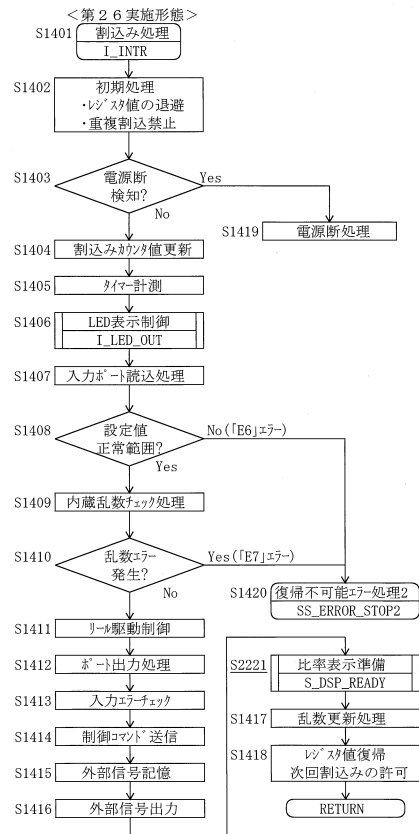 <第26実施形態>
S1401
割込み処理
I_INTR
S1402
初期処理
・レジスタ値の退避
・重複割込禁止
S1403
電源断
検知?
Yes
No
S1419
電源断処理
S1404
割込みカウンタ値更新
S1405
タイマー計測
S1406
LED表示制御
I_LED_OUT
S1407
入力ポート読込処理
S1408
設定値
正常範囲?
No(「E6」エラー)
Yes
S1409
内蔵乱数チェック処理
S1410
乱数エラー
発生?
Yes(「E7」エラー)
No
S1420
復帰不可能エラー処理2
SS_ERROR_STOP2
S1411
リール駆動制御
S1412
ポート出力処理
S1413
入力エラーチェック
S1414
制御コマンド送信
S1415
外部信号記憶
S1416
外部信号出力
S2221
比率表示準備
S_DSP_READY
S1417
乱数更新処理
S1418
レジスタ値復帰
次回割込みの許可
RETURN